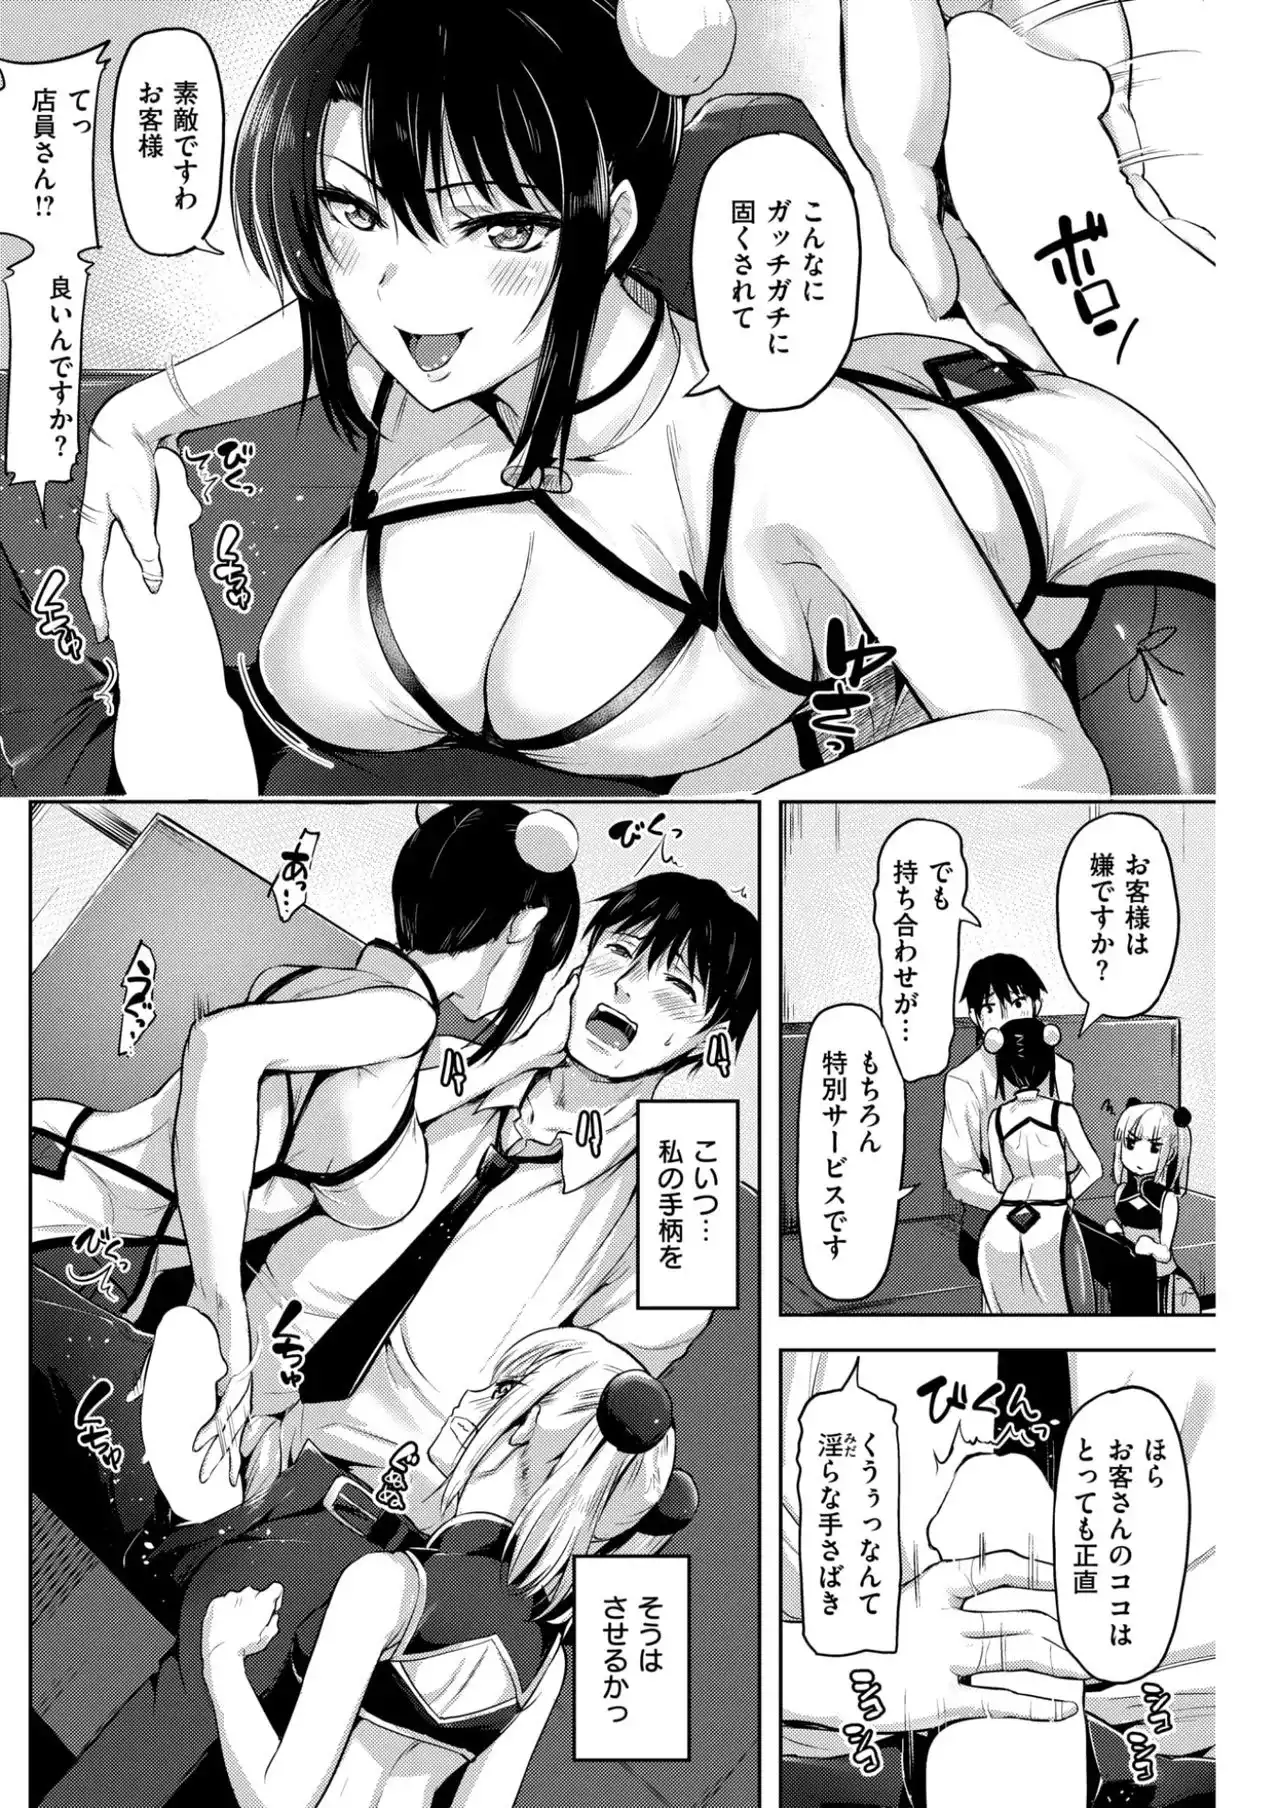 ボロン
こんなに
ガッチガチに
固くされて
素敵ですわ
お客様
てっ
店員さん!?
良いんですか?
びくっ
くちゅ
くちゅ
ゆさっ
お客様は
嫌ですか?
でも
持ち合わせが…
もちろん
特別サービスです
ほら
お客さんのココは
とっても正直
びくんっ
くうぅっなんて
淫らな手さばき
みだ
シコ
シコ
シコ
シコ
びくっ
あっ…
うぐっ…
こいつ…
私の手柄を
びくっ
くちゅ
くちゅ
そうは
させるかっ